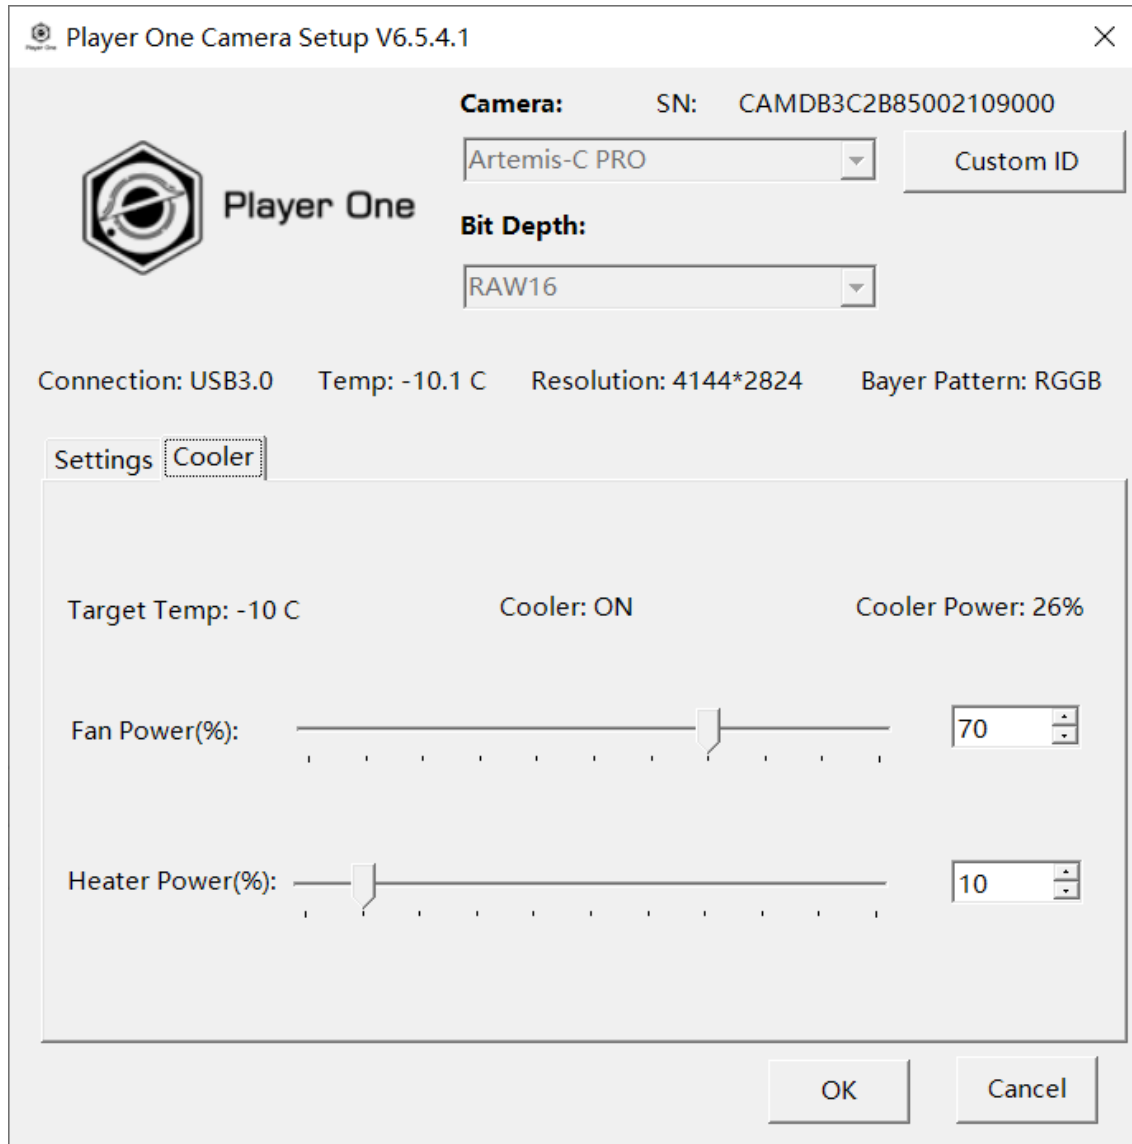 Player One Camera Setup V6.5.4.1
Camera: SN: CAMDB3C2B85002109000
Artemis-C PRO Custom ID
Player One
Bit Depth:
RAW16
Connection: USB3.0 Temp: -10.1 C Resolution: 4144*2824 Bayer Pattern: RGGB
Settings Cooler
Target Temp: -10 C Cooler: ON Cooler Power: 26%
Fan Power(%): 70
Heater Power(%): 10
OK Cancel